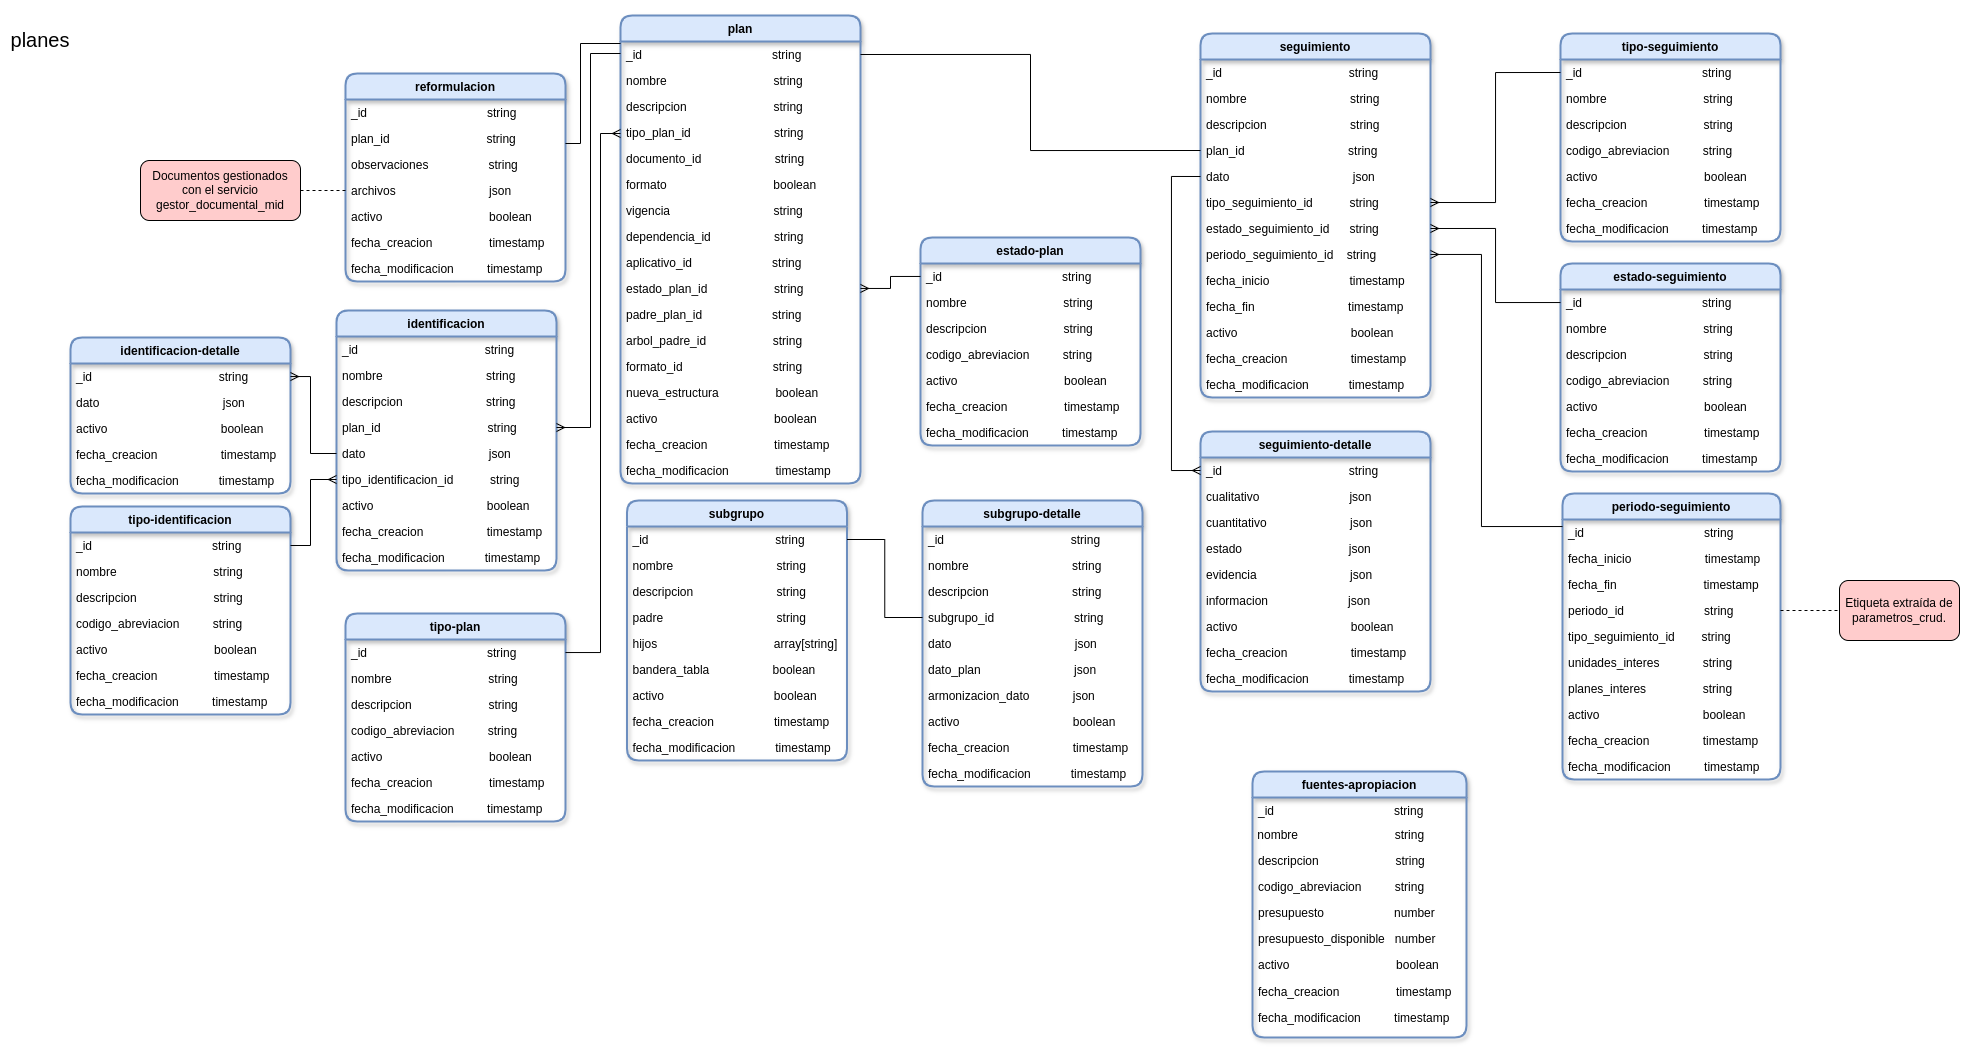 planes
reformulacion
_id string
plan_id string
observaciones string
archivos json
activo boolean
fecha_creacion timestamp
fecha_modificacion timestamp
Documentos gestionados
con el servicio
gestor_documental_mid
identificacion-detalle
_id string
dato json
activo boolean
fecha_creacion timestamp
fecha_modificacion timestamp
tipo-identificacion
_id string
nombre string
descripcion string
codigo_abreviacion string
activo boolean
fecha_creacion timestamp
fecha_modificacion timestamp
identificacion
_id string
nombre string
descripcion string
plan_id string
dato json
tipo_identificacion_id string
activo boolean
fecha_creacion timestamp
fecha_modificacion timestamp
tipo-plan
_id string
nombre string
descripcion string
codigo_abreviacion string
activo boolean
fecha_creacion timestamp
fecha_modificacion timestamp
plan
_id string
nombre string
descripcion string
tipo_plan_id string
documento_id string
formato boolean
vigencia string
dependencia_id string
aplicativo_id string
estado_plan_id string
padre_plan_id string
arbol_padre_id string
formato_id string
nueva_estructura boolean
activo boolean
fecha_creacion timestamp
fecha_modificacion timestamp
estado-plan
_id string
nombre string
descripcion string
codigo_abreviacion string
activo boolean
fecha_creacion timestamp
fecha_modificacion timestamp
subgrupo
_id string
nombre string
descripcion string
padre string
hijos array[string]
bandera_tabla boolean
activo boolean
fecha_creacion timestamp
fecha_modificacion timestamp
subgrupo-detalle
_id string
nombre string
descripcion string
subgrupo_id string
dato json
dato_plan json
armonizacion_dato json
activo boolean
fecha_creacion timestamp
fecha_modificacion timestamp
seguimiento
_id string
nombre string
descripcion string
plan_id string
dato json
tipo_seguimiento_id string
estado_seguimiento_id string
periodo_seguimiento_id string
fecha_inicio timestamp
fecha_fin timestamp
activo boolean
fecha_creacion timestamp
fecha_modificacion timestamp
seguimiento-detalle
_id string
cualitativo json
cuantitativo json
estado json
evidencia json
informacion json
activo boolean
fecha_creacion timestamp
fecha_modificacion timestamp
fuentes-apropiacion
_id string
nombre string
descripcion string
codigo_abreviacion string
presupuesto number
presupuesto_disponible number
activo boolean
fecha_creacion timestamp
fecha_modificacion timestamp
tipo-seguimiento
_id string
nombre string
descripcion string
codigo_abreviacion string
activo boolean
fecha_creacion timestamp
fecha_modificacion timestamp
estado-seguimiento
_id string
nombre string
descripcion string
codigo_abreviacion string
activo boolean
fecha_creacion timestamp
fecha_modificacion timestamp
periodo-seguimiento
_id string
fecha_inicio timestamp
fecha_fin timestamp
periodo_id string
tipo_seguimiento_id string
unidades_interes string
planes_interes string
activo boolean
fecha_creacion timestamp
fecha_modificacion timestamp
Etiqueta extraída de
parametros_crud.